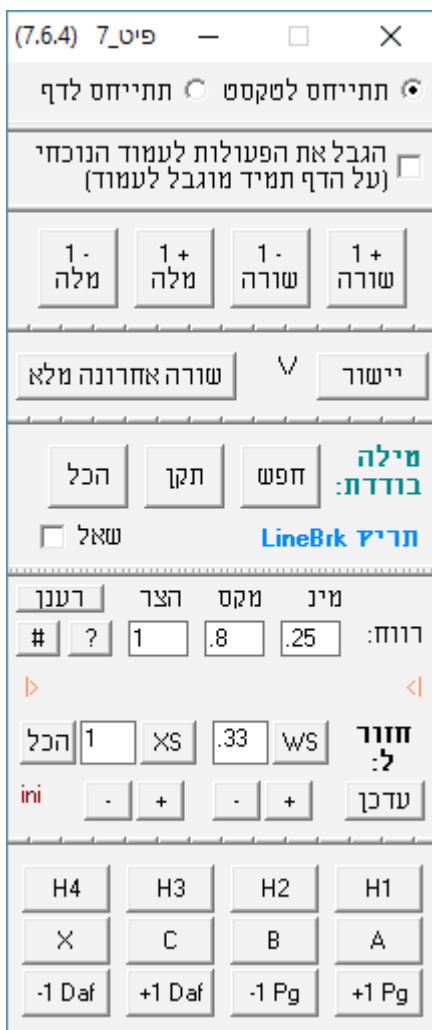 פיט_7 (7.6.4)
תתייחס לטקסט תתייחס לדף
הגבל את הפעולות לעמוד הנוכחי
(על הדף תמיד מוגבל לעמוד)
+ 1 - 1 + 1 - 1
שורה שורה מלה מלה
יישור \/ שורה אחרונה מלא
מילה
בודדת:
חפש תקן הכל
תריץ LineBrk שאל
מינ מקס הצר רענן
רווח: .25 .8 1 ? #
<| |>
חזור
ל:
WS .33 XS 1 הכל
עדכן + - + - ini
H4 H3 H2 H1
X C B A
-1 Daf +1 Daf -1 Pg +1 Pg